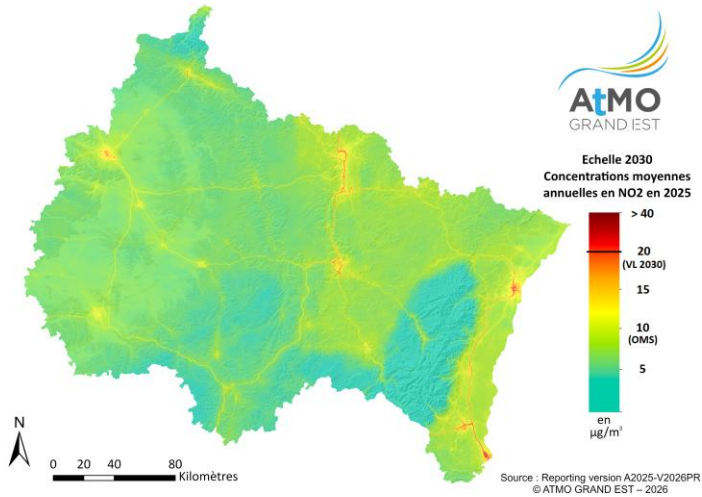 AtMO
GRAND EST
Echelle 2030
Concentrations moyennes
annuelles en NO2 en 2025
> 40
20
(VL 2030)
15
10
(OMS)
5
en
µg/m³
N
0 20 40 80
Kilomètres
Source : Reporting version A2025-V2026PR
© ATMO GRAND EST – 2026